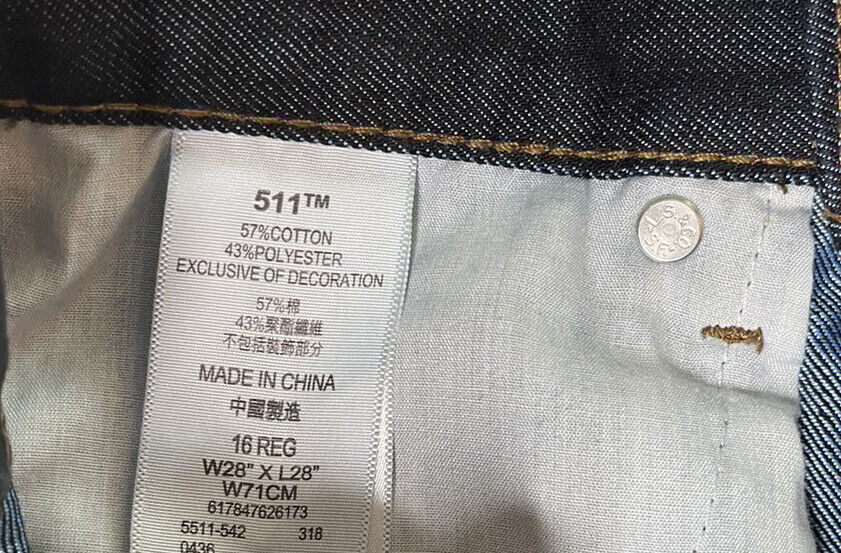 511™
57%COTTON
43%POLYESTER
EXCLUSIVE OF DECORATION
57%棉
43%聚酯纖維
不包括裝飾部分
MADE IN CHINA
中國製造
16 REG
W28" X L28"
W71CM
617847626173
5511-542 318
0436
L.S.&CO.
S.F.